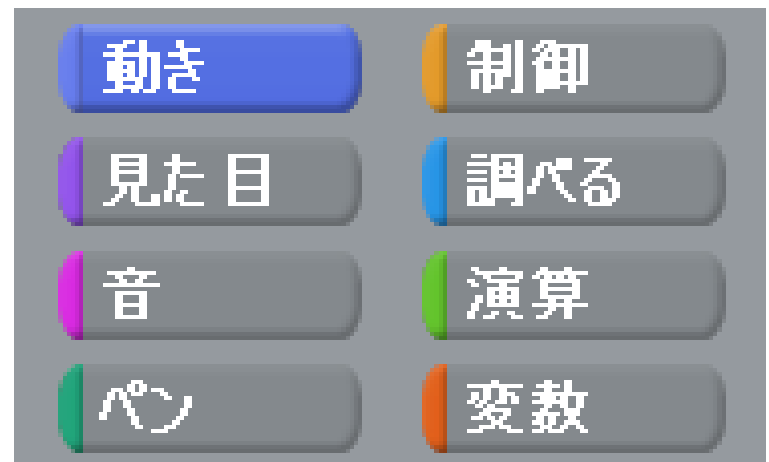 動き
制御
見た目
調べる
音
演算
ペン
変数